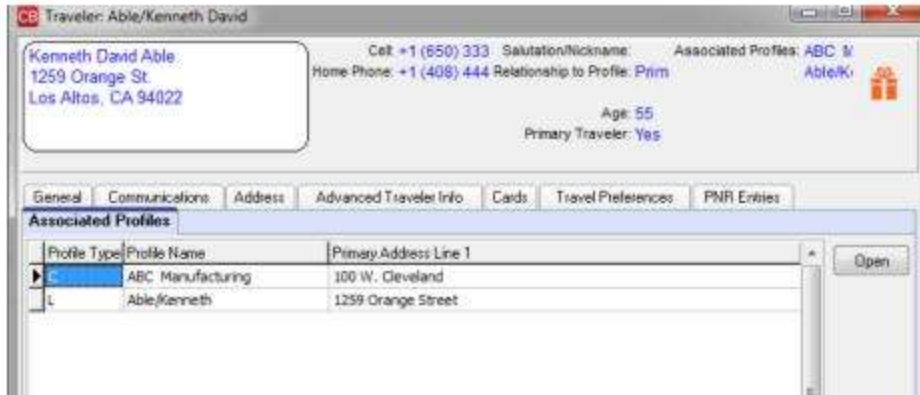 CB Traveler: Able/Kenneth David
Kenneth David Able
1259 Orange St.
Los Altos, CA 94022
Cell: +1 (650) 333 Salutation/Nickname: Associated Profiles: ABC M
Home Phone: +1 (408) 444 Relationship to Profile: Prim Able/K
Age: 55
Primary Traveler: Yes
General Communications Address Advanced Traveler Info Cards Travel Preferences PNR Entries
Associated Profiles
Profile Type Profile Name Primary Address Line 1
C ABC Manufacturing 100 W. Cleveland
L Able/Kenneth 1259 Orange Street
Open